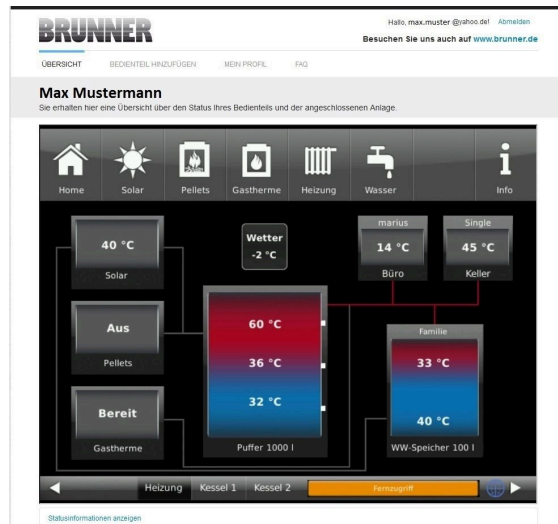 BRUNNER
Hallo, max.muster @yahoo.de! Abmelden
Besuchen Sie uns auch auf www.brunner.de
ÜBERSICHT BEDIENTEIL HINZUFÜGEN MEIN PROFIL FAQ
Max Mustermann
Sie erhalten hier eine Übersicht über den Status Ihres Bedienteils und der angeschlossenen Anlage.
Home Solar Pellets Gastherme Heizung Wasser Info
40 °C
Solar
Wetter
-2 °C
marius
14 °C
Büro
Single
45 °C
Keller
Aus
Pellets
60 °C
36 °C
32 °C
Puffer 1000 l
Familie
33 °C
40 °C
WW-Speicher 100 l
Bereit
Gastherme
Heizung Kessel 1 Kessel 2 Fernzugriff
Statusinformationen anzeigen